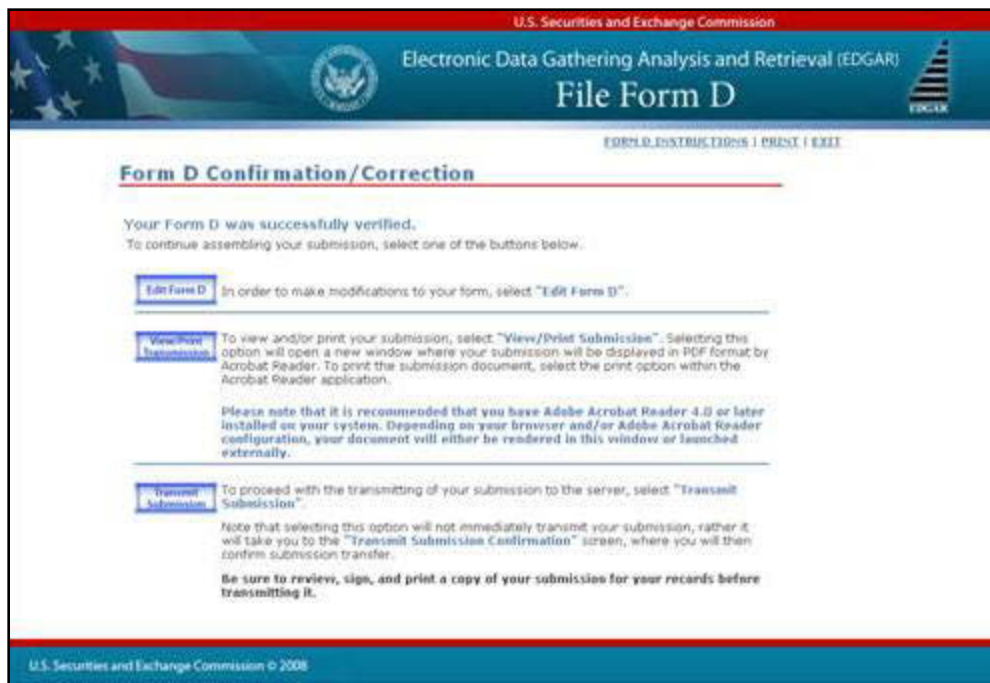 U.S. Securities and Exchange Commission
Electronic Data Gathering Analysis and Retrieval (EDGAR)
File Form D
EDGAR
FORM D INSTRUCTIONS | PRINT | EXIT
Form D Confirmation/Correction
Your Form D was successfully verified.
To continue assembling your submission, select one of the buttons below.
Edit Form D
In order to make modifications to your form, select "Edit Form D".
View/Print
Transmission
To view and/or print your submission, select "View/Print Submission". Selecting this
option will open a new window where your submission will be displayed in PDF format by
Acrobat Reader. To print the submission document, select the print option within the
Acrobat Reader application.
Please note that it is recommended that you have Adobe Acrobat Reader 4.0 or later
installed on your system. Depending on your browser and/or Adobe Acrobat Reader
configuration, your document will either be rendered in this window or launched
externally.
Transmit
Submission
To proceed with the transmitting of your submission to the server, select "Transmit
Submission".
Note that selecting this option will not immediately transmit your submission, rather it
will take you to the "Transmit Submission Confirmation" screen, where you will then
confirm submission transfer.
Be sure to review, sign, and print a copy of your submission for your records before
transmitting it.
U.S. Securities and Exchange Commission © 2008